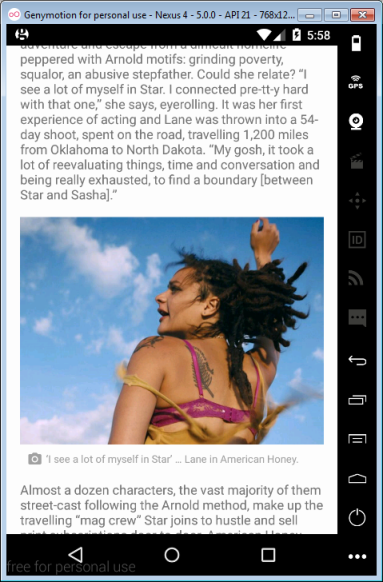 Genymotion for personal use - Nexus 4 - 5.0.0 - API 21 - 768x12...
5:58
adventure and escape from a difficult homelife
peppered with Arnold motifs: grinding poverty,
squalor, an abusive stepfather. Could she relate? “I
see a lot of myself in Star. I connected pre-tt-y hard
with that one,” she says, eyerolling. It was her first
experience of acting and Lane was thrown into a 54-
day shoot, spent on the road, travelling 1,200 miles
from Oklahoma to North Dakota. “My gosh, it took a
lot of reevaluating things, time and conversation and
being really exhausted, to find a boundary [between
Star and Sasha].”
‘I see a lot of myself in Star’ … Lane in American Honey.
Almost a dozen characters, the vast majority of them
street-cast following the Arnold method, make up the
travelling “mag crew” Star joins to hustle and sell
print subscriptions door to door. American Honey
free for personal use
GPS
ID